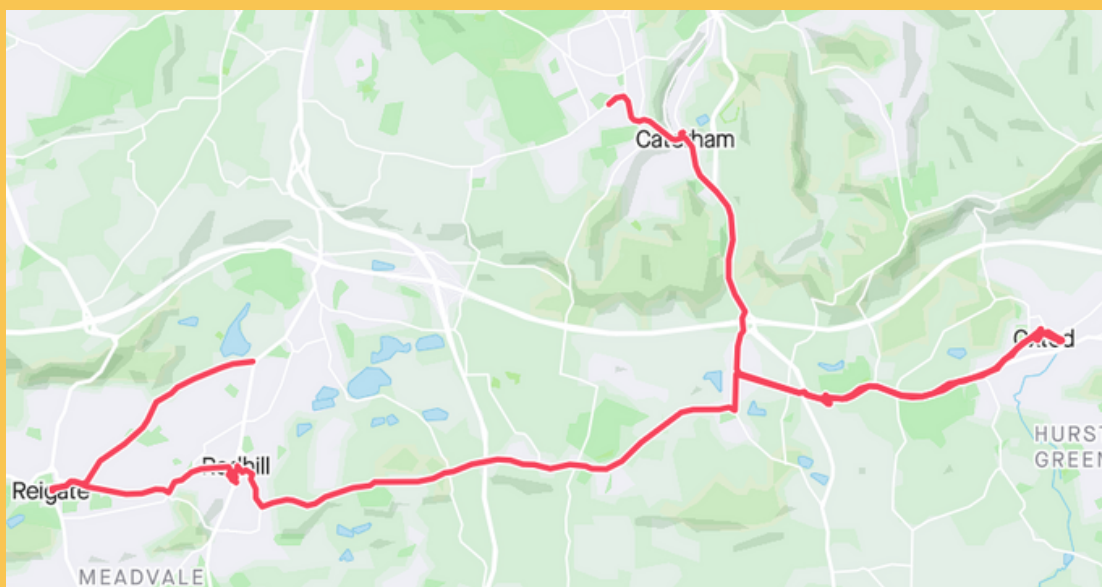 Caterham
Oxted
HURST
GREEN
Redhill
Reigate
MEADVALE